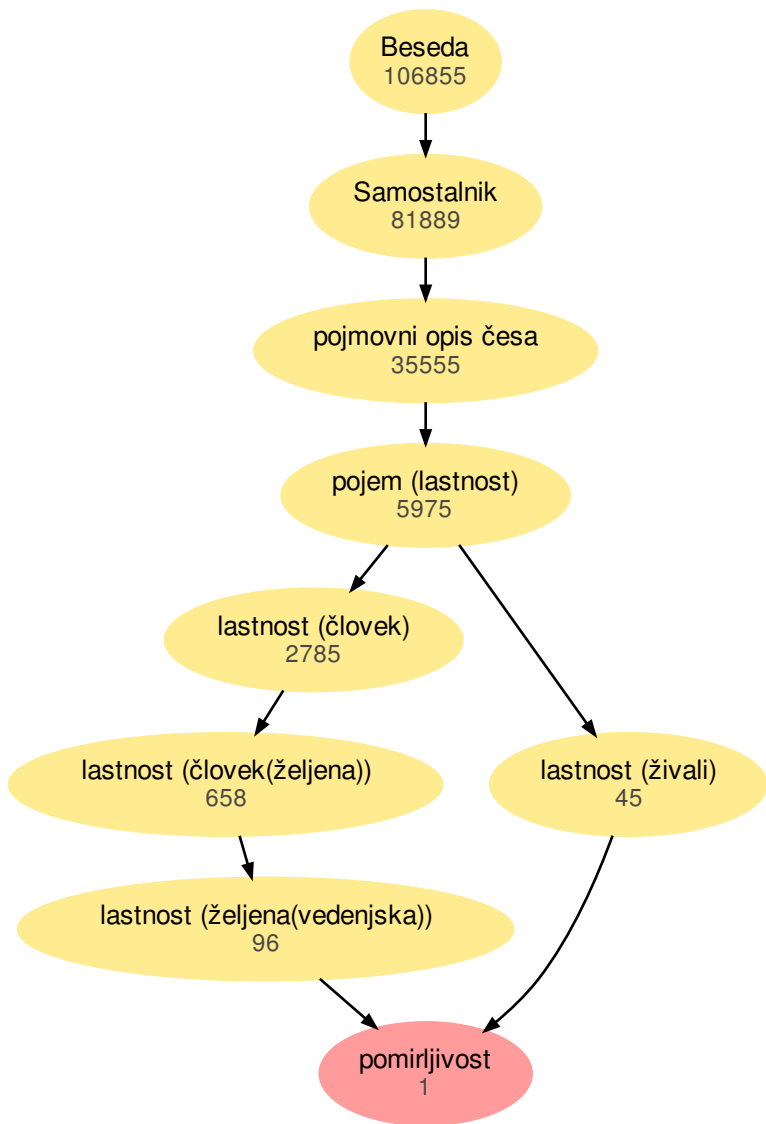 Beseda
106855
Samostalnik
81889
pojmovni opis česa
35555
pojem (lastnost)
5975
lastnost (človek)
2785
lastnost (človek(željena))
658
lastnost (živali)
45
lastnost (željena(vedenjska))
96
pomirljivost
1